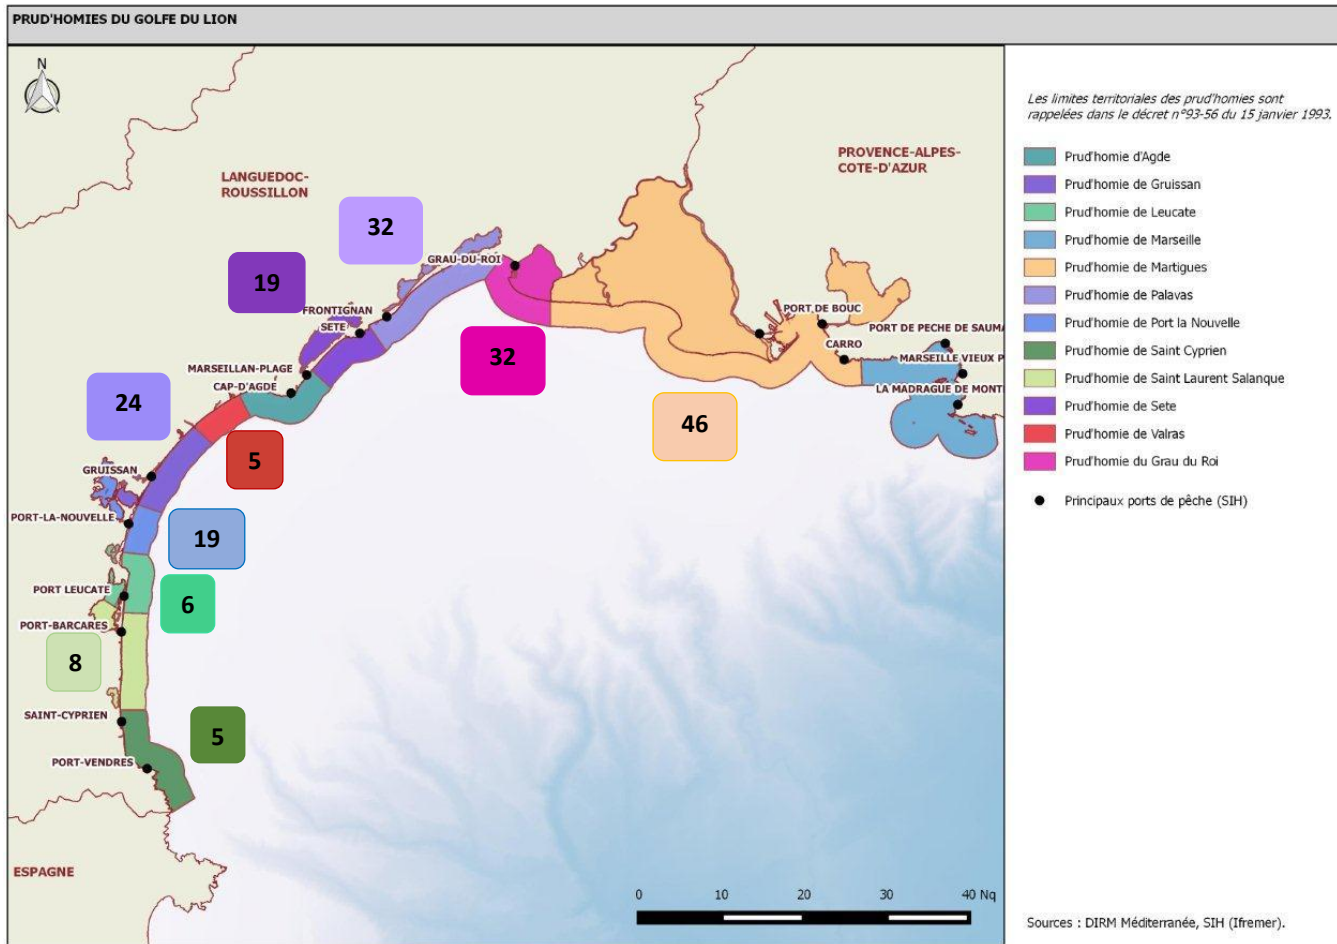 PRUD'HOMIES DU GOLFE DU LION
N
LANGUEDOC-
ROUSSILLON
PROVENCE-ALPES-
COTE-D'AZUR
32
GRAU-DU-ROI
19
FRONTIGNAN
SETE
PORT DE BOUC
PORT DE PECHE DE SAUMA
CARRO
MARSEILLE VIEUX P
LA MADRAGUE DE MONT
MARSEILLAN-PLAGE
CAP-D'AGDE
32
46
24
5
GRUISSAN
PORT-LA-NOUVELLE
19
PORT LEUCATE
6
PORT-BARCARES
8
SAINT-CYPRIEN
5
PORT-VENDRES
ESPAGNE
0 10 20 30 40 Nq
Les limites territoriales des prud'homies sont
rappelées dans le décret n°93-56 du 15 janvier 1993.
Prud'homie d'Agde
Prud'homie de Gruissan
Prud'homie de Leucate
Prud'homie de Marseille
Prud'homie de Martigues
Prud'homie de Palavas
Prud'homie de Port la Nouvelle
Prud'homie de Saint Cyprien
Prud'homie de Saint Laurent Salanque
Prud'homie de Sete
Prud'homie de Valras
Prud'homie du Grau du Roi
Principaux ports de pêche (SIH)
Sources : DIRM Méditerranée, SIH (Ifremer).